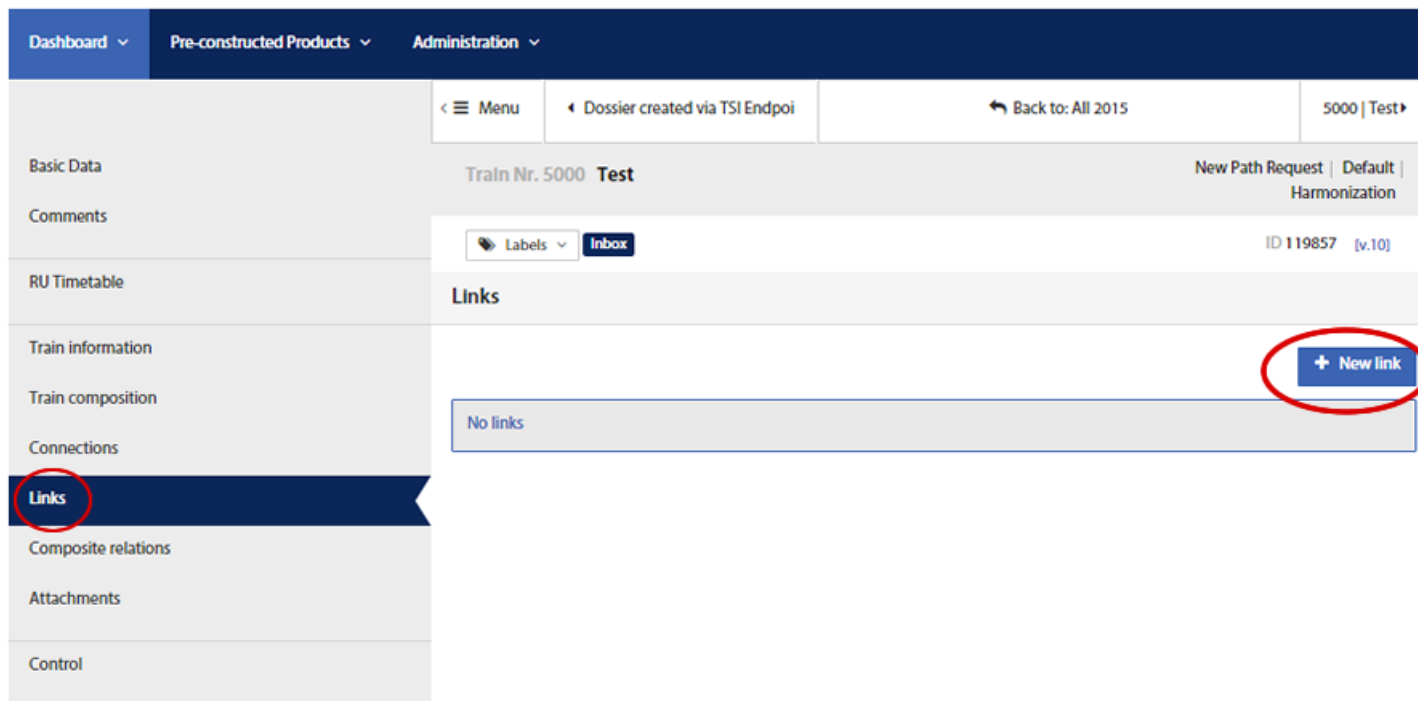 Dashboard Pre-constructed Products Administration
Menu Dossier created via TSI Endpoi Back to: All 2015 5000 | Test
Basic Data
Comments
RU Timetable
Train information
Train composition
Connections
Links
Composite relations
Attachments
Control
Train Nr. 5000 Test
New Path Request | Default |
Harmonization
Labels Inbox ID 119857 [v.10]
Links
+ New link
No links